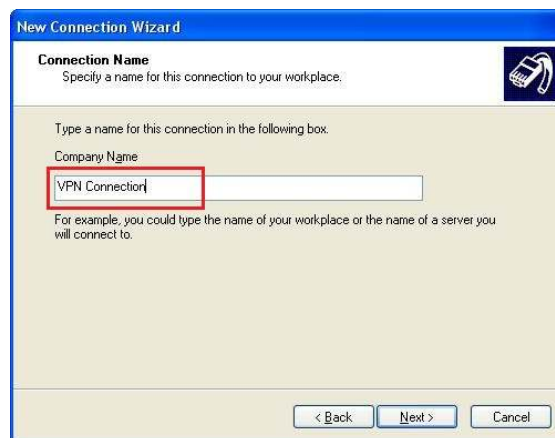 New Connection Wizard
Connection Name
Specify a name for this connection to your workplace.
Type a name for this connection in the following box.
Company Name
VPN Connection
For example, you could type the name of your workplace or the name of a server you
will connect to.
< Back
Next >
Cancel